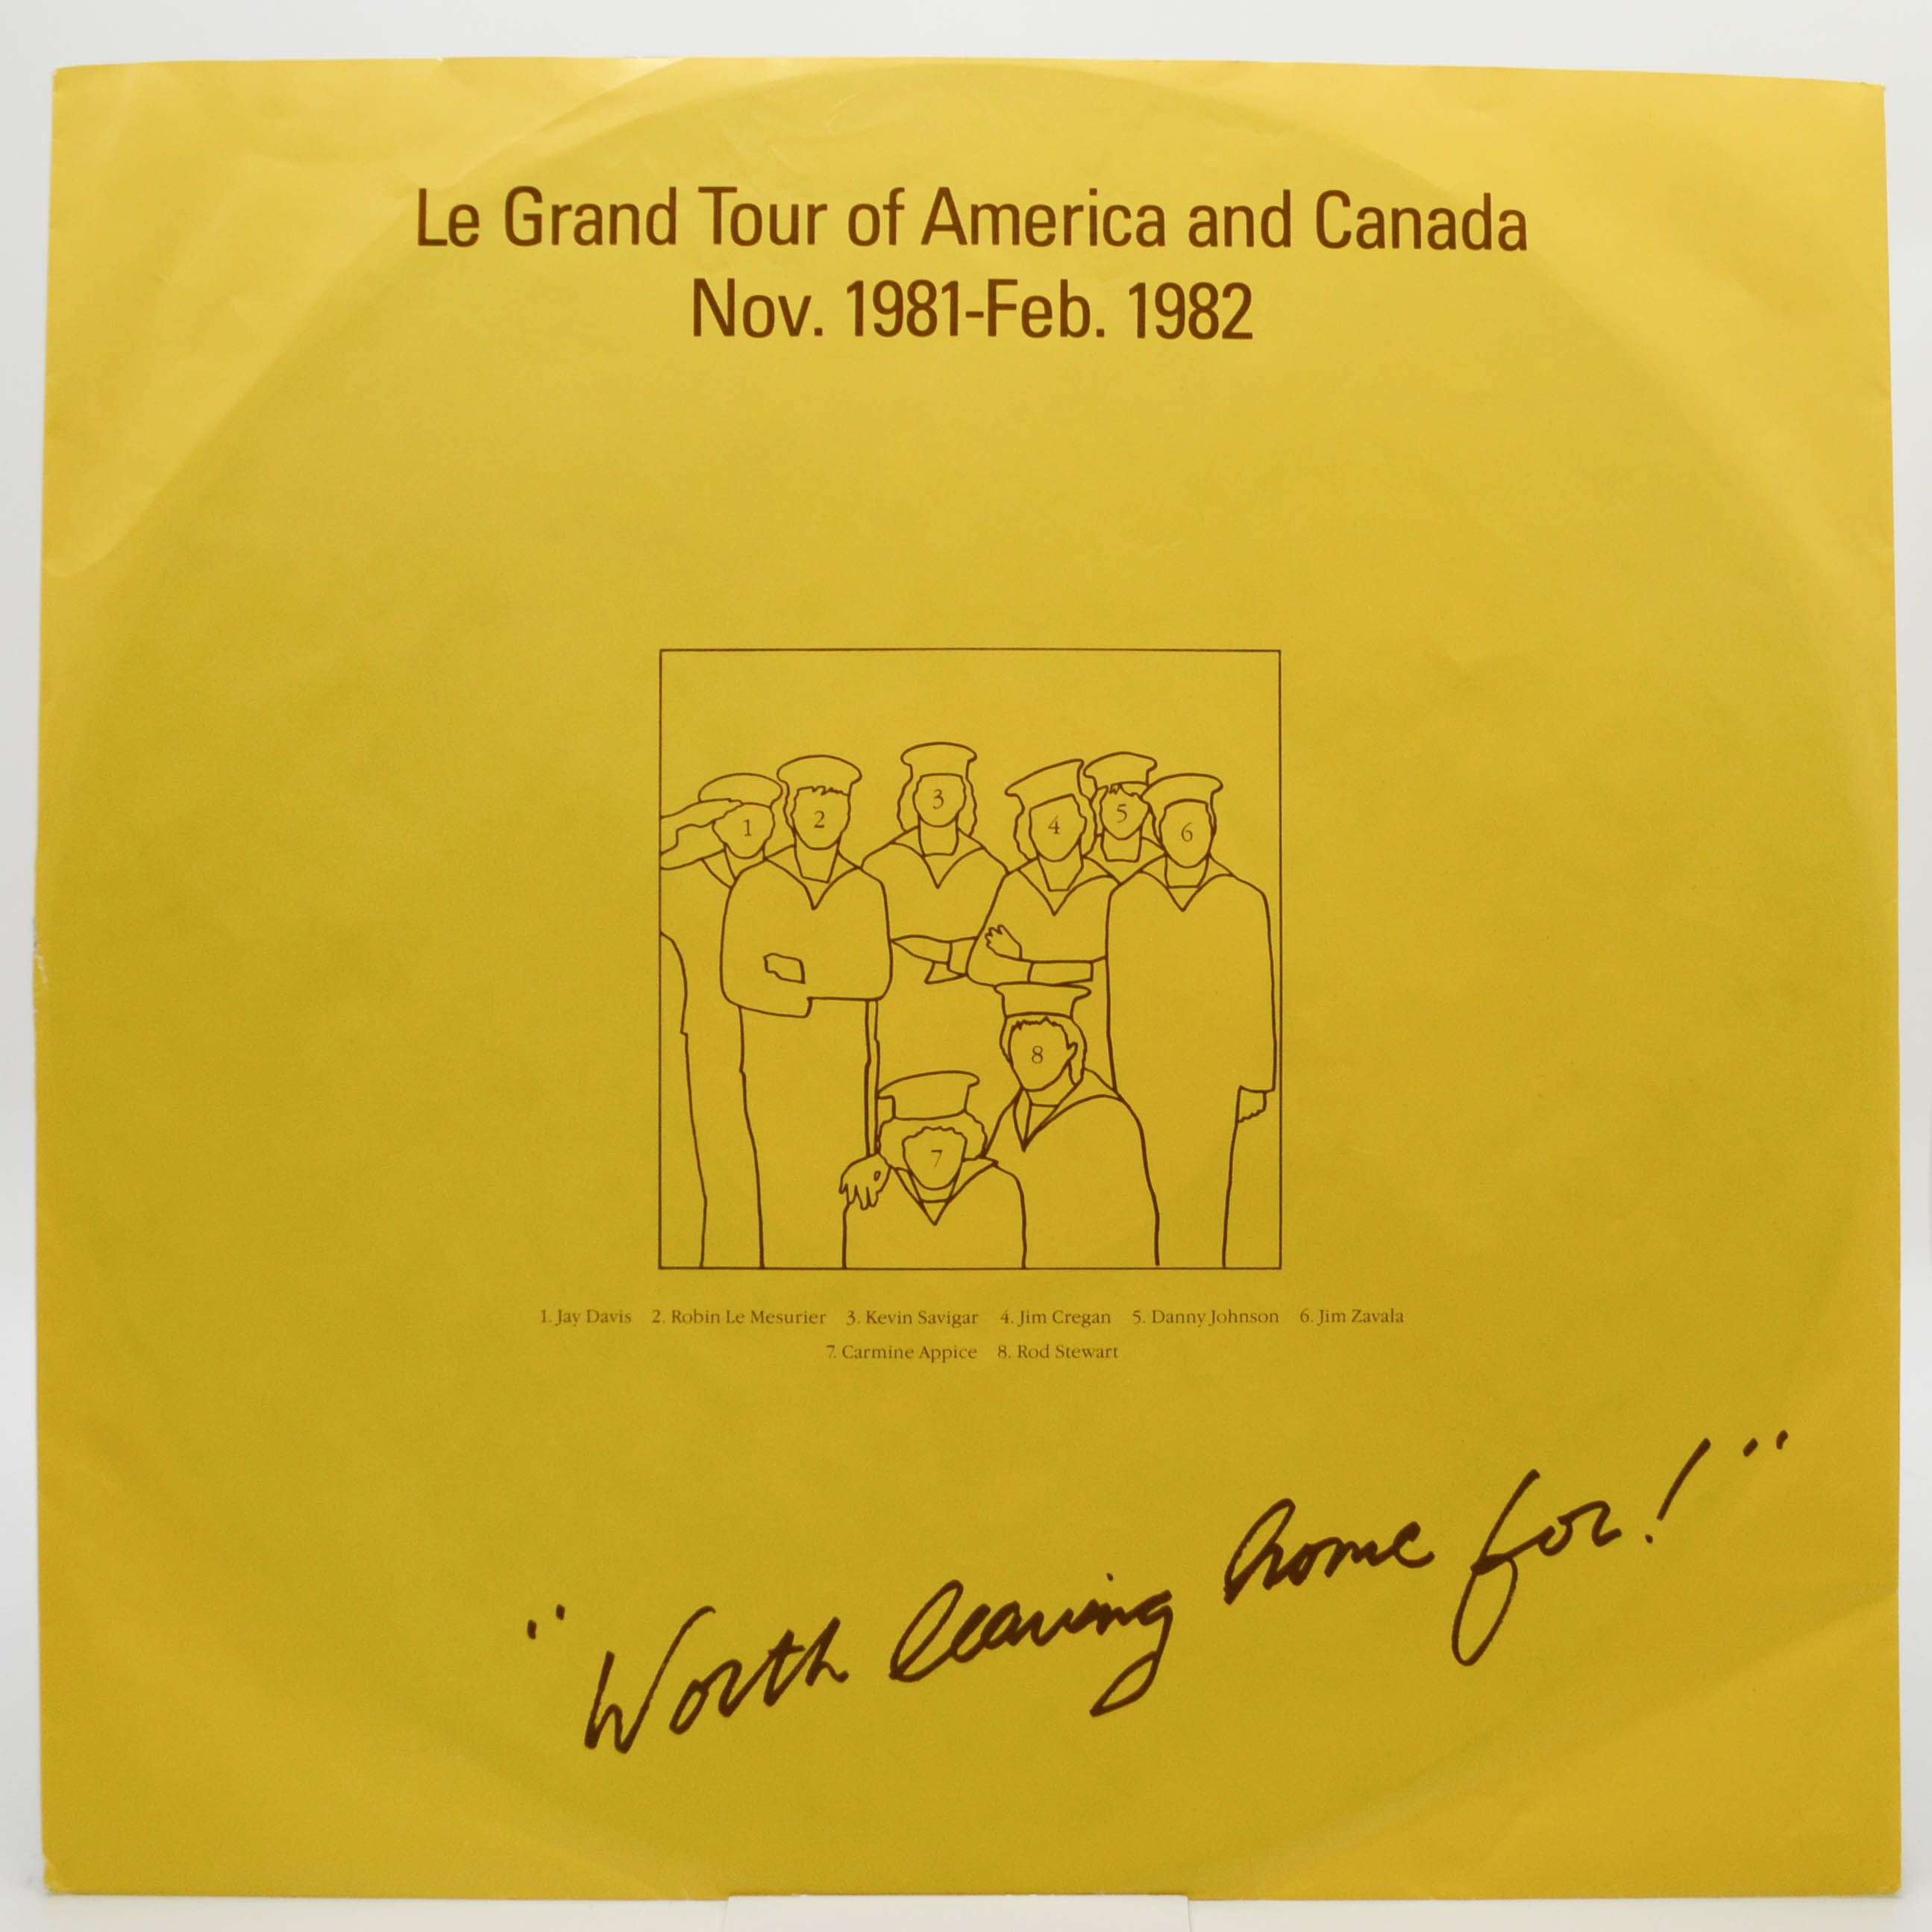 Le Grand Tour of America and Canada
Nov. 1981-Feb. 1982
1 2 3 4 5 6
8
7
1. Jay Davis 2. Robin Le Mesurier 3. Kevin Savigar 4. Jim Cregan 5. Danny Johnson 6. Jim Zavala
7. Carmine Appice 8. Rod Stewart
"Worth leaving home for!"